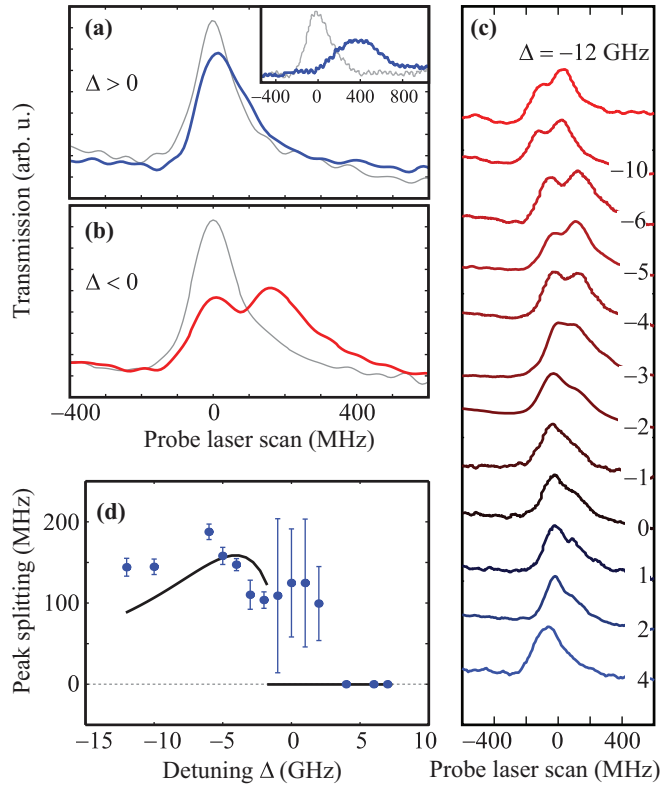 (a)
Δ > 0
−400 0 400 800
(b)
Δ < 0
Transmission (arb. u.)
−400 0 400
Probe laser scan (MHz)
(c)
Δ = −12 GHz
−10
−6
−5
−4
−3
−2
−1
0
1
2
4
−400 0 400
Probe laser scan (MHz)
(d)
Peak splitting (MHz)
200
100
0
−15 −10 −5 0 5 10
Detuning Δ (GHz)